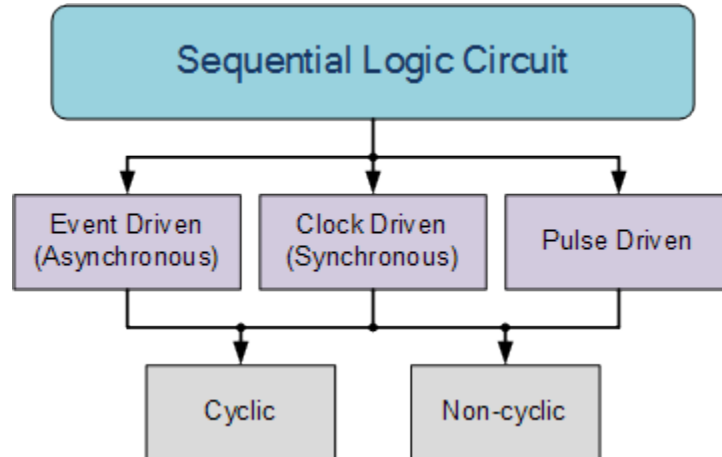 Sequential Logic Circuit
Event Driven
(Asynchronous)
Clock Driven
(Synchronous)
Pulse Driven
Cyclic
Non-cyclic